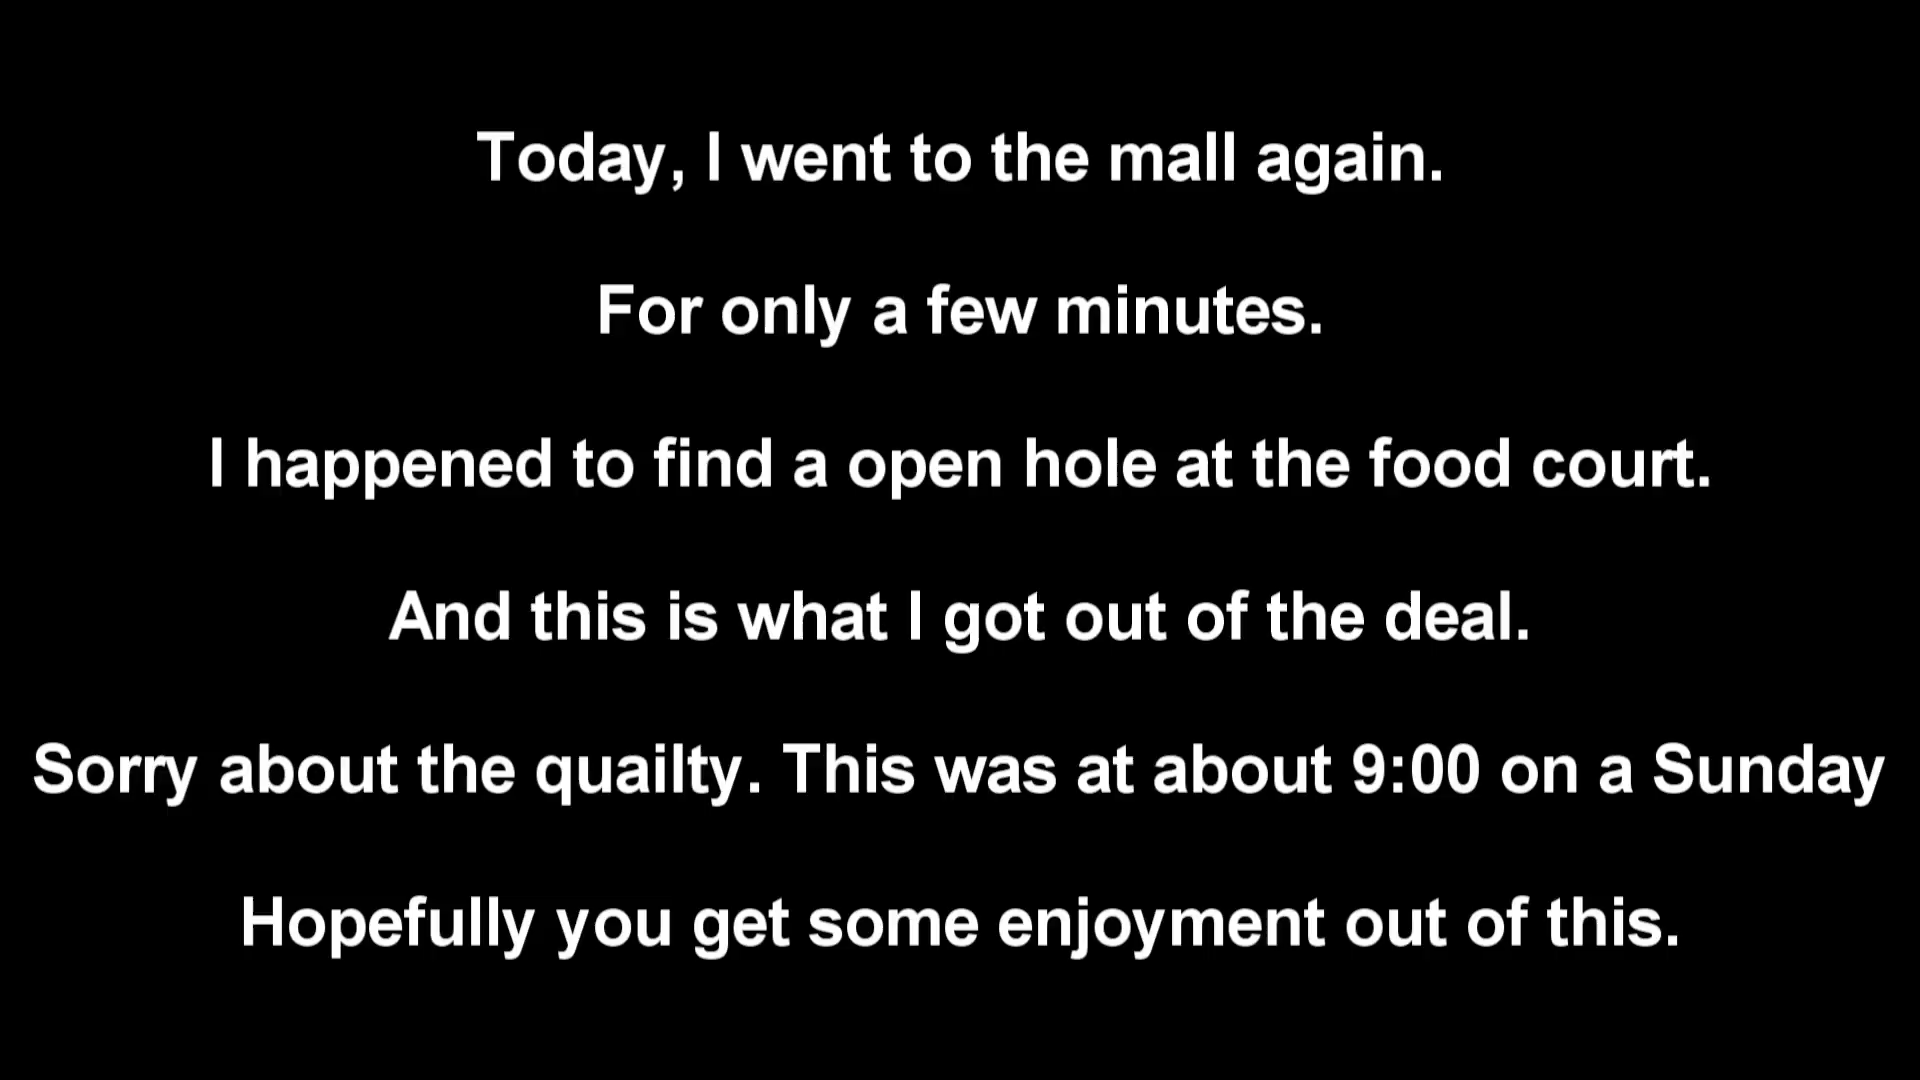 Today, I went to the mall again.
For only a few minutes.
I happened to find a open hole at the food court.
And this is what I got out of the deal.
Sorry about the quailty. This was at about 9:00 on a Sunday
Hopefully you get some enjoyment out of this.